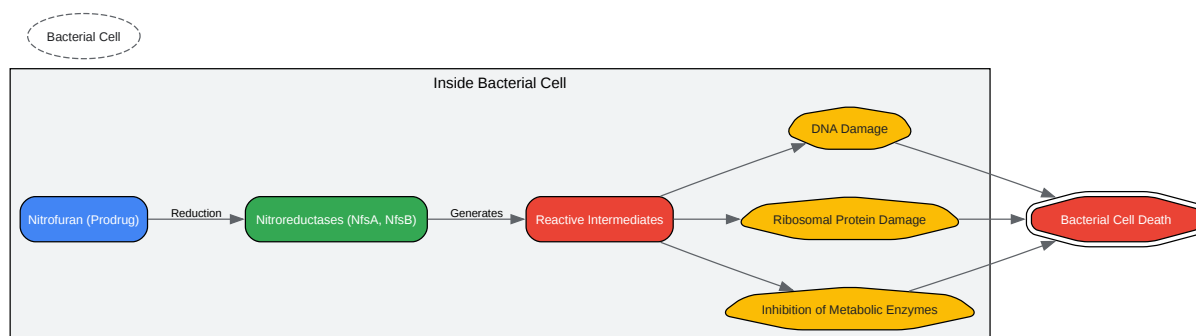 Bacterial Cell
Inside Bacterial Cell
DNA Damage
Nitrofuran (Prodrug)
Reduction
Nitroreductases (NfsA, NfsB)
Generates
Reactive Intermediates
Ribosomal Protein Damage
Bacterial Cell Death
Inhibition of Metabolic Enzymes